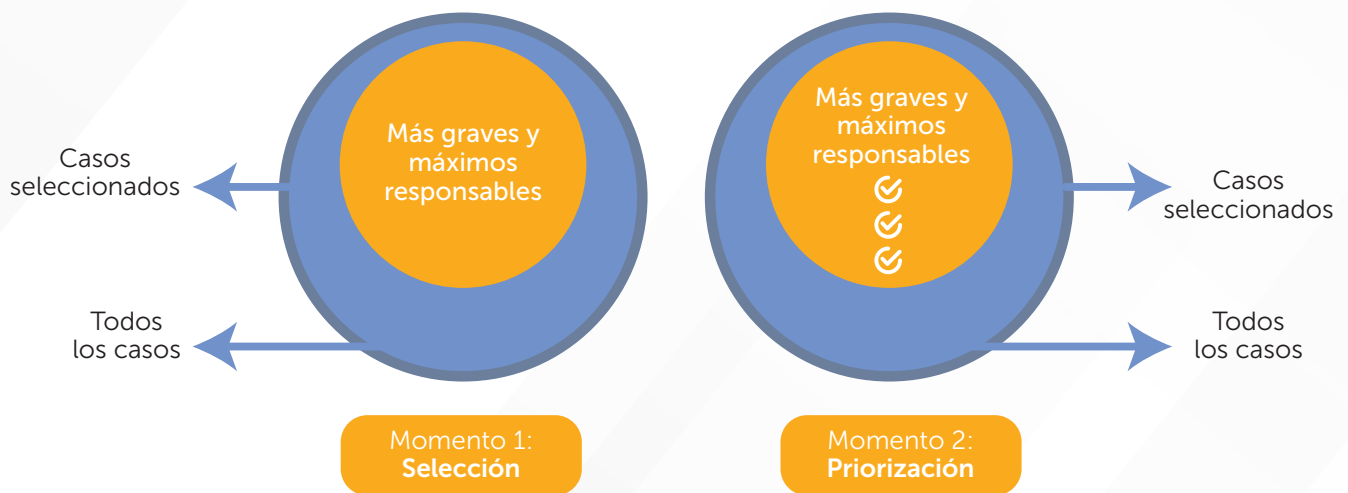 Más graves y
máximos
responsables
Casos
seleccionados
Todos
los casos
Momento 1:
Selección
Más graves y
máximos
responsables
Casos
seleccionados
Todos
los casos
Momento 2:
Priorización